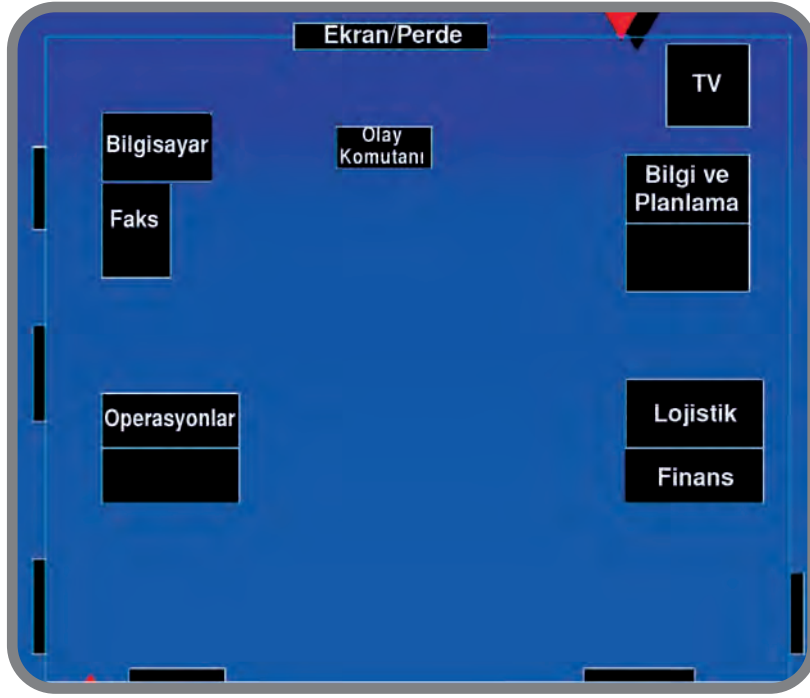 Ekran/Perde
TV
Bilgisayar
Olay
Komutanı
Bilgi ve
Planlama
Faks
Operasyonlar
Lojistik
Finans